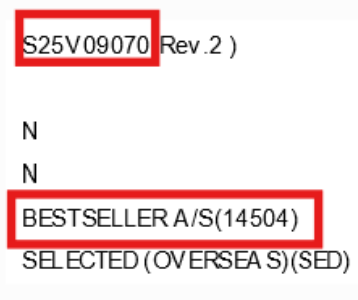 S25V09070 Rev.2 )
N
N
BESTSELLER A/S(14504)
SELECTED (OVERSEA S)(SED)